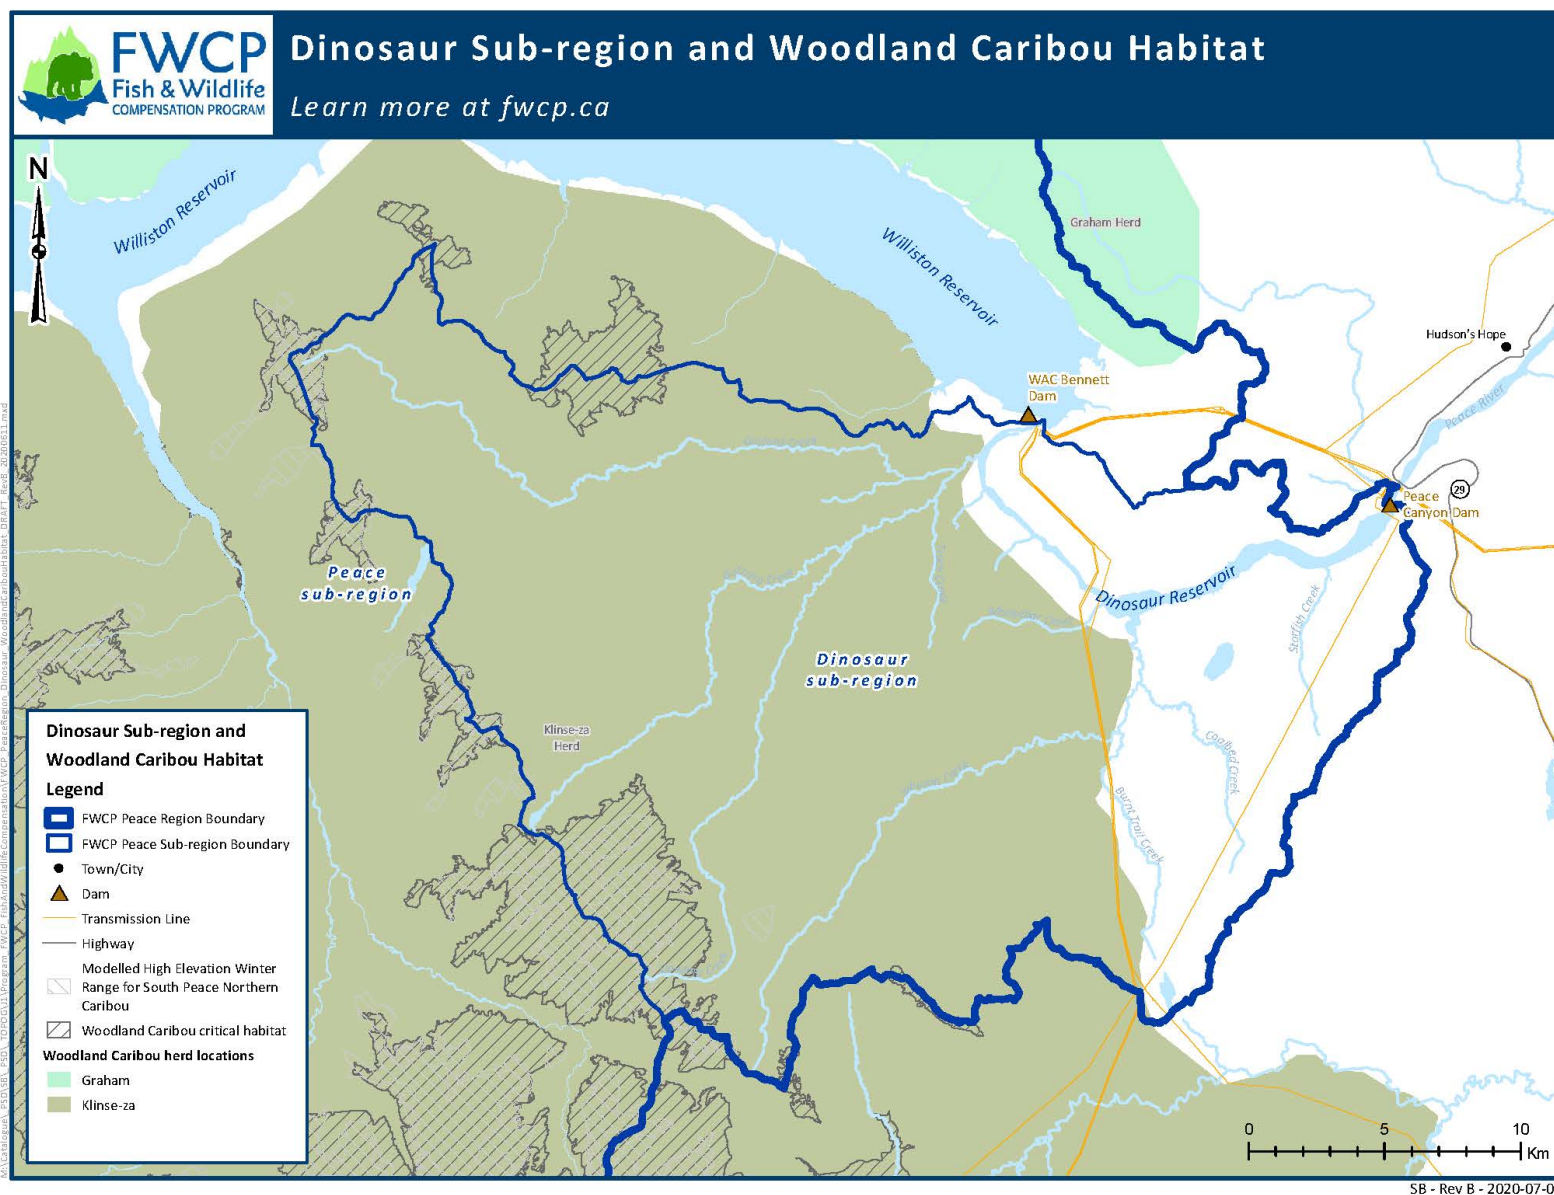 FWCP
Fish & Wildlife
COMPENSATION PROGRAM
Dinosaur Sub-region and Woodland Caribou Habitat
Learn more at fwcp.ca
N
Williston Reservoir
Williston Reservoir
Graham Herd
Hudson's Hope
WAC Bennett
Dam
Peace River
29
Peace
Canyon Dam
Peace
sub-region
Dinosaur Reservoir
Starfish Creek
Dinosaur
sub-region
Klinse-za
Herd
Coalbed Creek
Burnt Trail Creek
Dinosaur Sub-region and
Woodland Caribou Habitat
Legend
FWCP Peace Region Boundary
FWCP Peace Sub-region Boundary
Town/City
Dam
Transmission Line
Highway
Modelled High Elevation Winter
Range for South Peace Northern
Caribou
Woodland Caribou critical habitat
Woodland Caribou herd locations
Graham
Klinse-za
0 5 10
Km
SB - Rev B - 2020-07-0